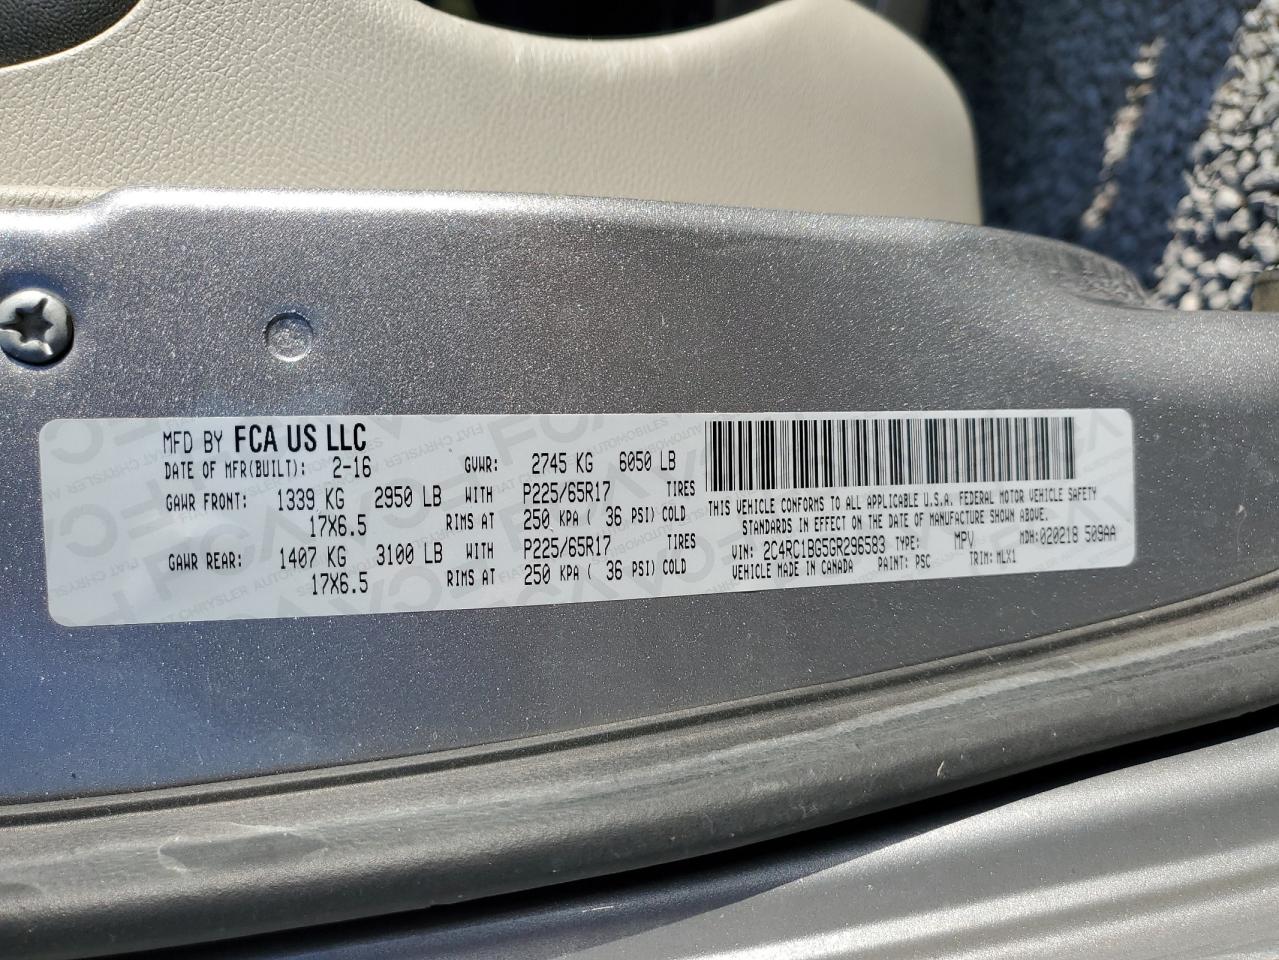 MFD BY FCA US LLC
DATE OF MFR(BUILT): 2-16 GVWR: 2745 KG 6050 LB
GAWR FRONT: 1339 KG 2950 LB WITH P225/65R17 TIRES
17X6.5 RIMS AT 250 KPA ( 36 PSI) COLD
GAWR REAR: 1407 KG 3100 LB WITH P225/65R17 TIRES
17X6.5 RIMS AT 250 KPA ( 36 PSI) COLD
THIS VEHICLE CONFORMS TO ALL APPLICABLE U.S.A. FEDERAL MOTOR VEHICLE SAFETY
STANDARDS IN EFFECT ON THE DATE OF MANUFACTURE SHOWN ABOVE.
VIN: 2C4RC1BG5GR296583 TYPE: MPV MDH:020218 509AA
VEHICLE MADE IN CANADA PAINT: PSC TRIM: MLX1